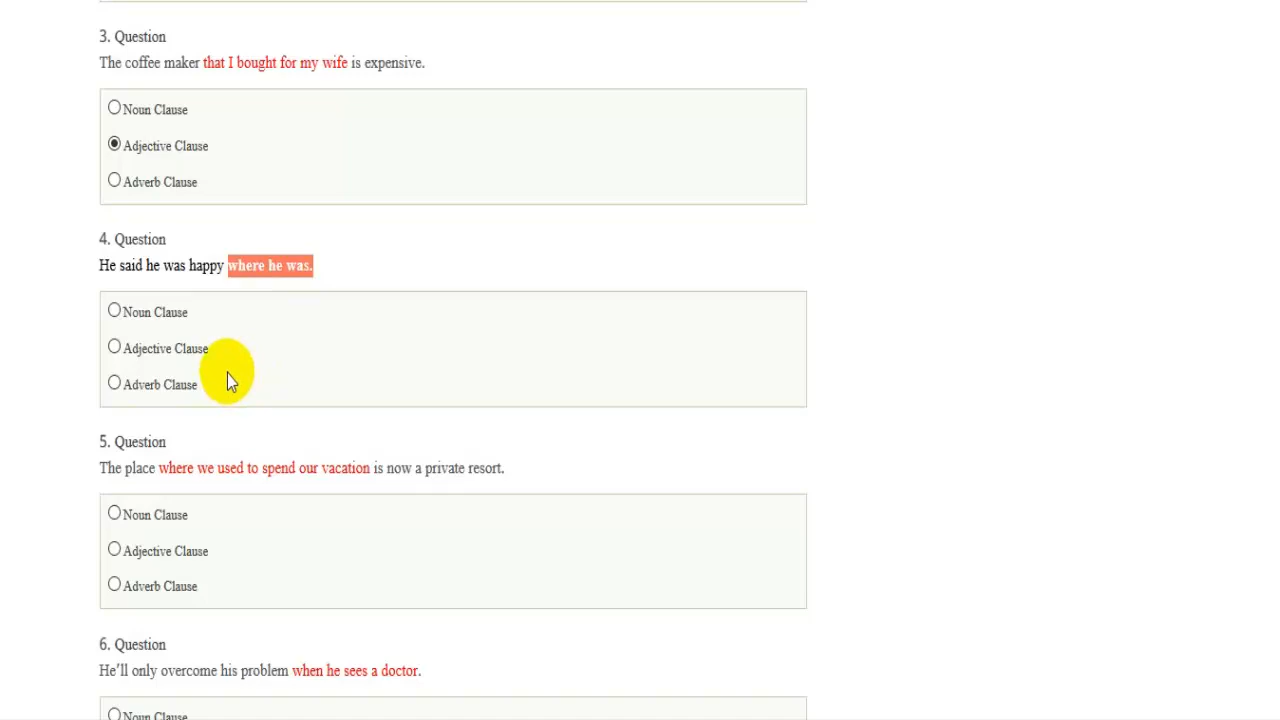 3. Question
The coffee maker that I bought for my wife is expensive.
Noun Clause
Adjective Clause
Adverb Clause
4. Question
He said he was happy where he was.
Noun Clause
Adjective Clause
Adverb Clause
5. Question
The place where we used to spend our vacation is now a private resort.
Noun Clause
Adjective Clause
Adverb Clause
6. Question
He’ll only overcome his problem when he sees a doctor.
Noun Clause